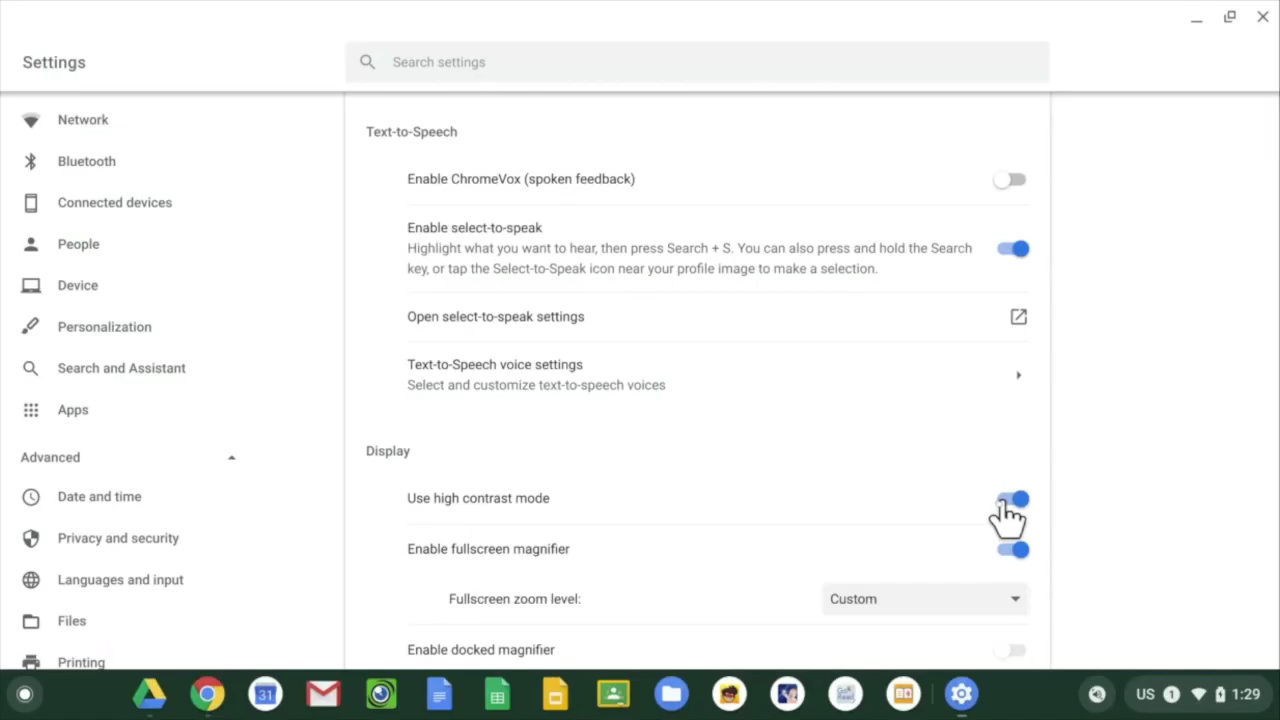 Settings
Search settings
Network
Bluetooth
Connected devices
People
Device
Personalization
Search and Assistant
Apps
Advanced
Date and time
Privacy and security
Languages and input
Files
Printing
Text-to-Speech
Enable ChromeVox (spoken feedback)
Enable select-to-speak
Highlight what you want to hear, then press Search + S. You can also press and hold the Search
key, or tap the Select-to-Speak icon near your profile image to make a selection.
Open select-to-speak settings
Text-to-Speech voice settings
Select and customize text-to-speech voices
Display
Use high contrast mode
Enable fullscreen magnifier
Fullscreen zoom level:
Custom
Enable docked magnifier
31
US
1
1:29